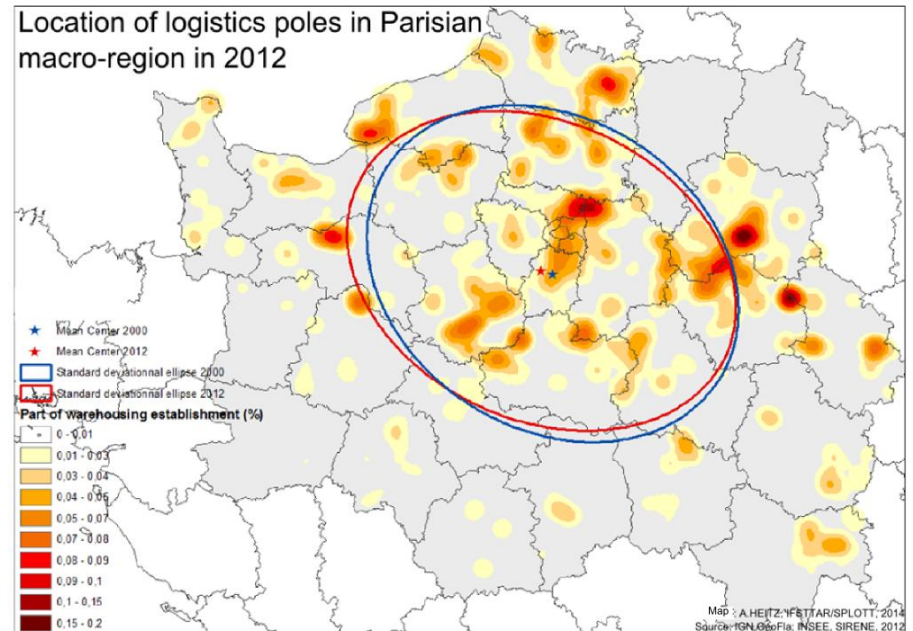 Location of logistics poles in Parisian
macro-region in 2012
Mean Center 2000
Mean Center 2012
Standard deviationnal ellipse 2000
Standard deviationnal ellipse 2012
Part of warehousing establishment (%)
0 - 0,01
0,01 - 0,03
0,03 - 0,04
0,04 - 0,05
0,05 - 0,07
0,07 - 0,08
0,08 - 0,09
0,09 - 0,1
0,1 - 0,15
0,15 - 0,2
Map : A.HEITZ, IFSTTAR/SPLOTT, 2014
Source: IGN GeoFla; INSEE, SIRENE, 2012